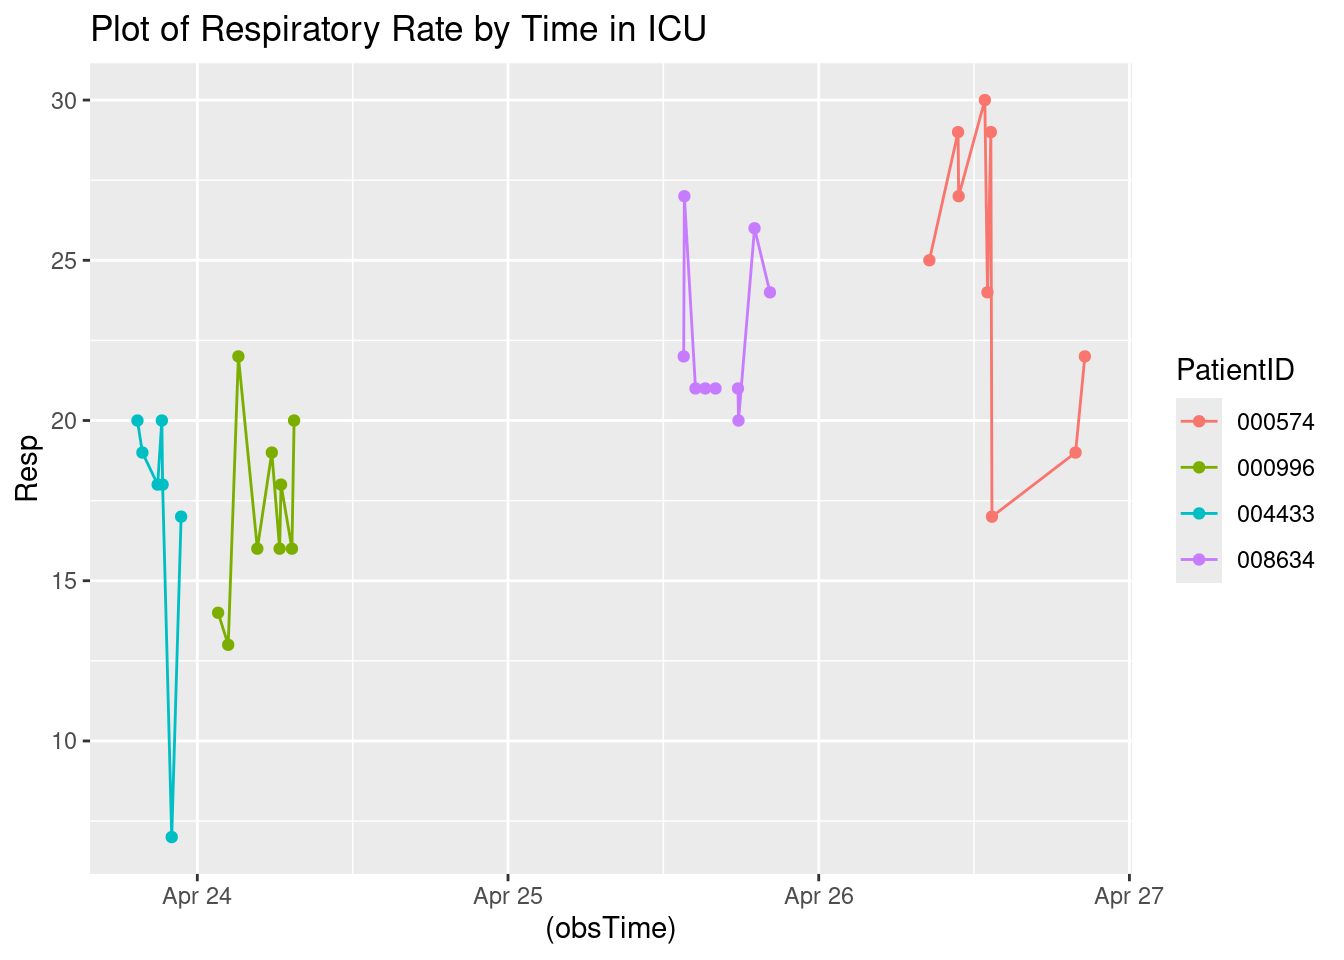 Plot of Respiratory Rate by Time in ICU
30
25
20
15
10
Resp
Apr 24
Apr 25
Apr 26
Apr 27
(obsTime)
PatientID
000574
000996
004433
008634